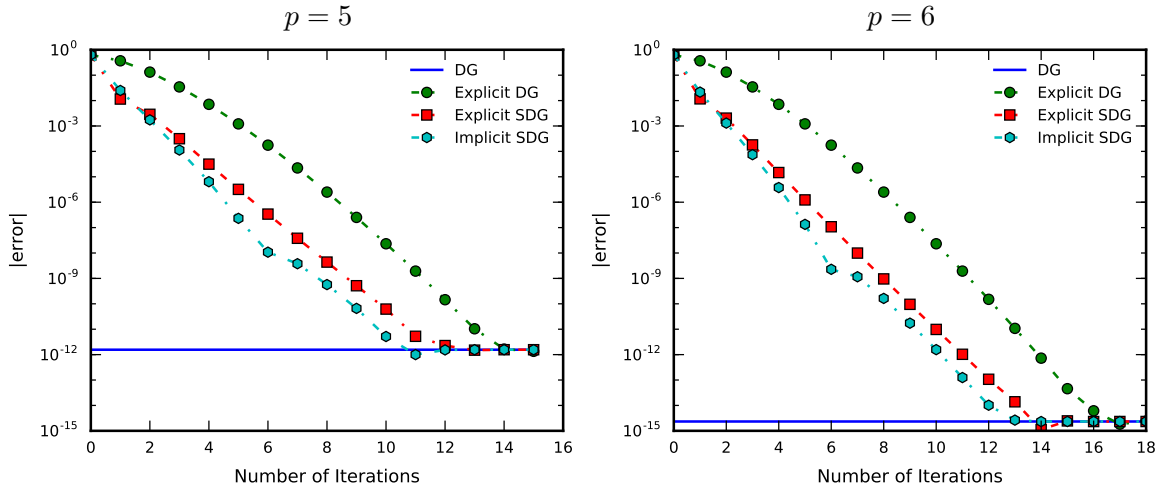 p = 5
10^0
10^-3
10^-6
10^-9
10^-12
10^-15
|error|
0 2 4 6 8 10 12 14 16
Number of Iterations
DG
Explicit DG
Explicit SDG
Implicit SDG
p = 6
10^0
10^-3
10^-6
10^-9
10^-12
10^-15
|error|
0 2 4 6 8 10 12 14 16 18
Number of Iterations
DG
Explicit DG
Explicit SDG
Implicit SDG